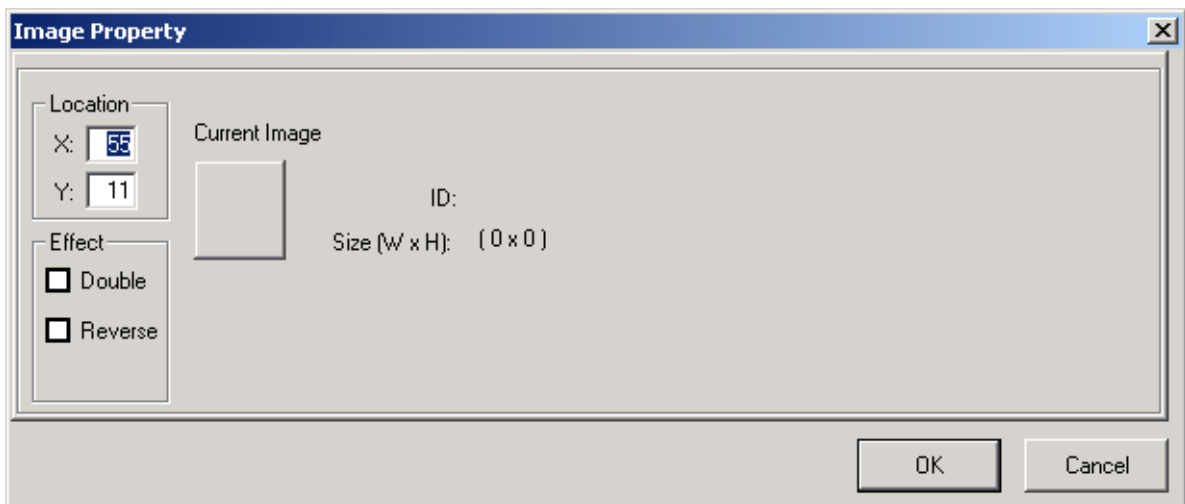 Image Property
Location
X: 55
Y: 11
Current Image
ID:
Size (W x H): ( 0 x 0 )
Effect
Double
Reverse
OK
Cancel